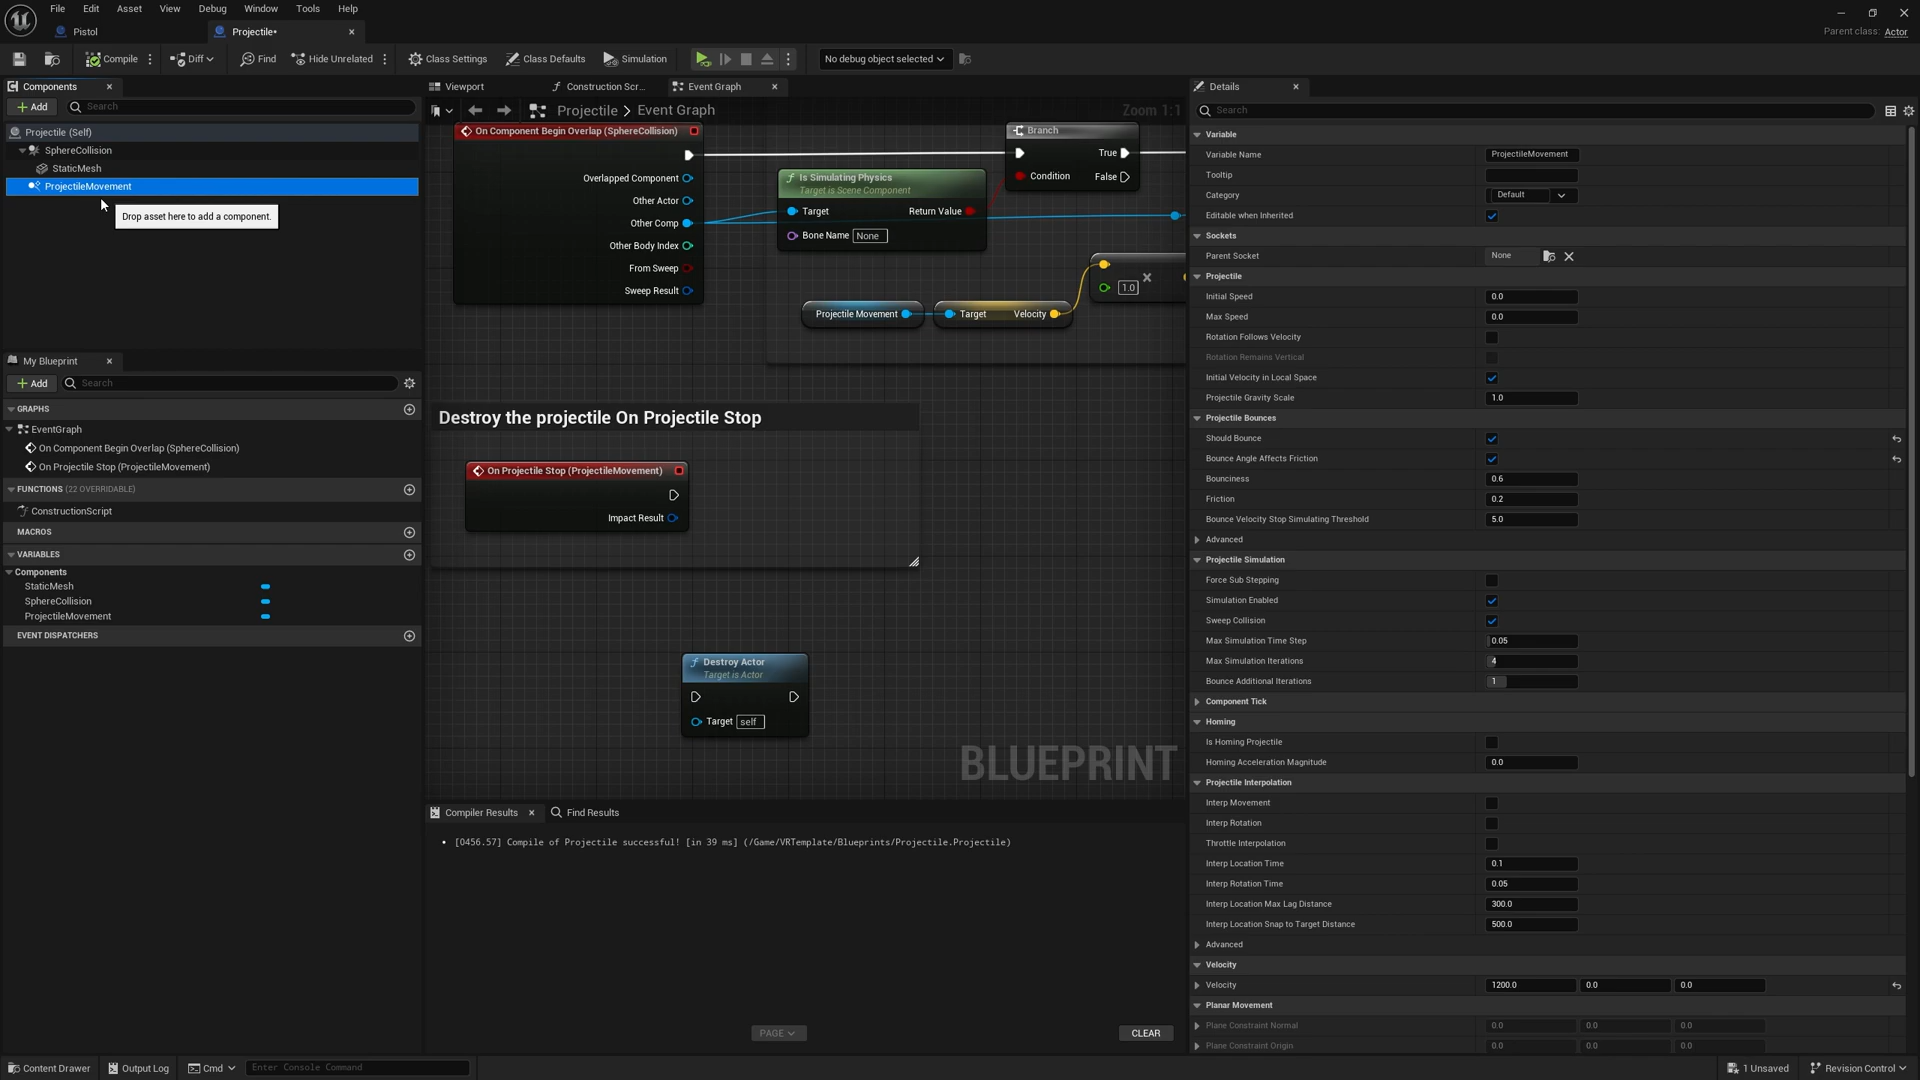 File Edit Asset View Debug Window Tools Help
Pistol
Projectile•
Parent class: Actor
Compile
Diff
Find
Hide Unrelated
Class Settings
Class Defaults
Simulation
No debug object selected
Components
Add
Search
Projectile (Self)
SphereCollision
StaticMesh
ProjectileMovement
Drop asset here to add a component.
My Blueprint
Add
Search
GRAPHS
EventGraph
On Component Begin Overlap (SphereCollision)
On Projectile Stop (ProjectileMovement)
FUNCTIONS (22 OVERRIDABLE)
ConstructionScript
MACROS
VARIABLES
Components
StaticMesh
SphereCollision
ProjectileMovement
EVENT DISPATCHERS
Viewport
Construction Scr...
Event Graph
Projectile > Event Graph
Zoom 1:1
On Component Begin Overlap (SphereCollision)
Overlapped Component
Other Actor
Other Comp
Other Body Index
From Sweep
Sweep Result
Is Simulating Physics
Target is Scene Component
Target Return Value
Bone Name None
Branch
True
Condition False
Projectile Movement
Target Velocity
1.0
Destroy the projectile On Projectile Stop
On Projectile Stop (ProjectileMovement)
Impact Result
Destroy Actor
Target is Actor
Target self
BLUEPRINT
Compiler Results
Find Results
[0456.57] Compile of Projectile successful! [in 39 ms] (/Game/VRTemplate/Blueprints/Projectile.Projectile)
PAGE
CLEAR
Details
Search
Variable
Variable Name ProjectileMovement
Tooltip
Category Default
Editable when Inherited
Sockets
Parent Socket None
Projectile
Initial Speed 0.0
Max Speed 0.0
Rotation Follows Velocity
Rotation Remains Vertical
Initial Velocity in Local Space
Projectile Gravity Scale 1.0
Projectile Bounces
Should Bounce
Bounce Angle Affects Friction
Bounciness 0.6
Friction 0.2
Bounce Velocity Stop Simulating Threshold 5.0
Advanced
Projectile Simulation
Force Sub Stepping
Simulation Enabled
Sweep Collision
Max Simulation Time Step 0.05
Max Simulation Iterations 4
Bounce Additional Iterations 1
Component Tick
Homing
Is Homing Projectile
Homing Acceleration Magnitude 0.0
Projectile Interpolation
Interp Movement
Interp Rotation
Throttle Interpolation
Interp Location Time 0.1
Interp Rotation Time 0.05
Interp Location Max Lag Distance 300.0
Interp Location Snap to Target Distance 500.0
Advanced
Velocity
Velocity 1200.0 0.0 0.0
Planar Movement
Plane Constraint Normal 0.0 0.0 0.0
Plane Constraint Origin 0.0 0.0 0.0
Content Drawer
Output Log
Cmd
Enter Console Command
1 Unsaved
Revision Control